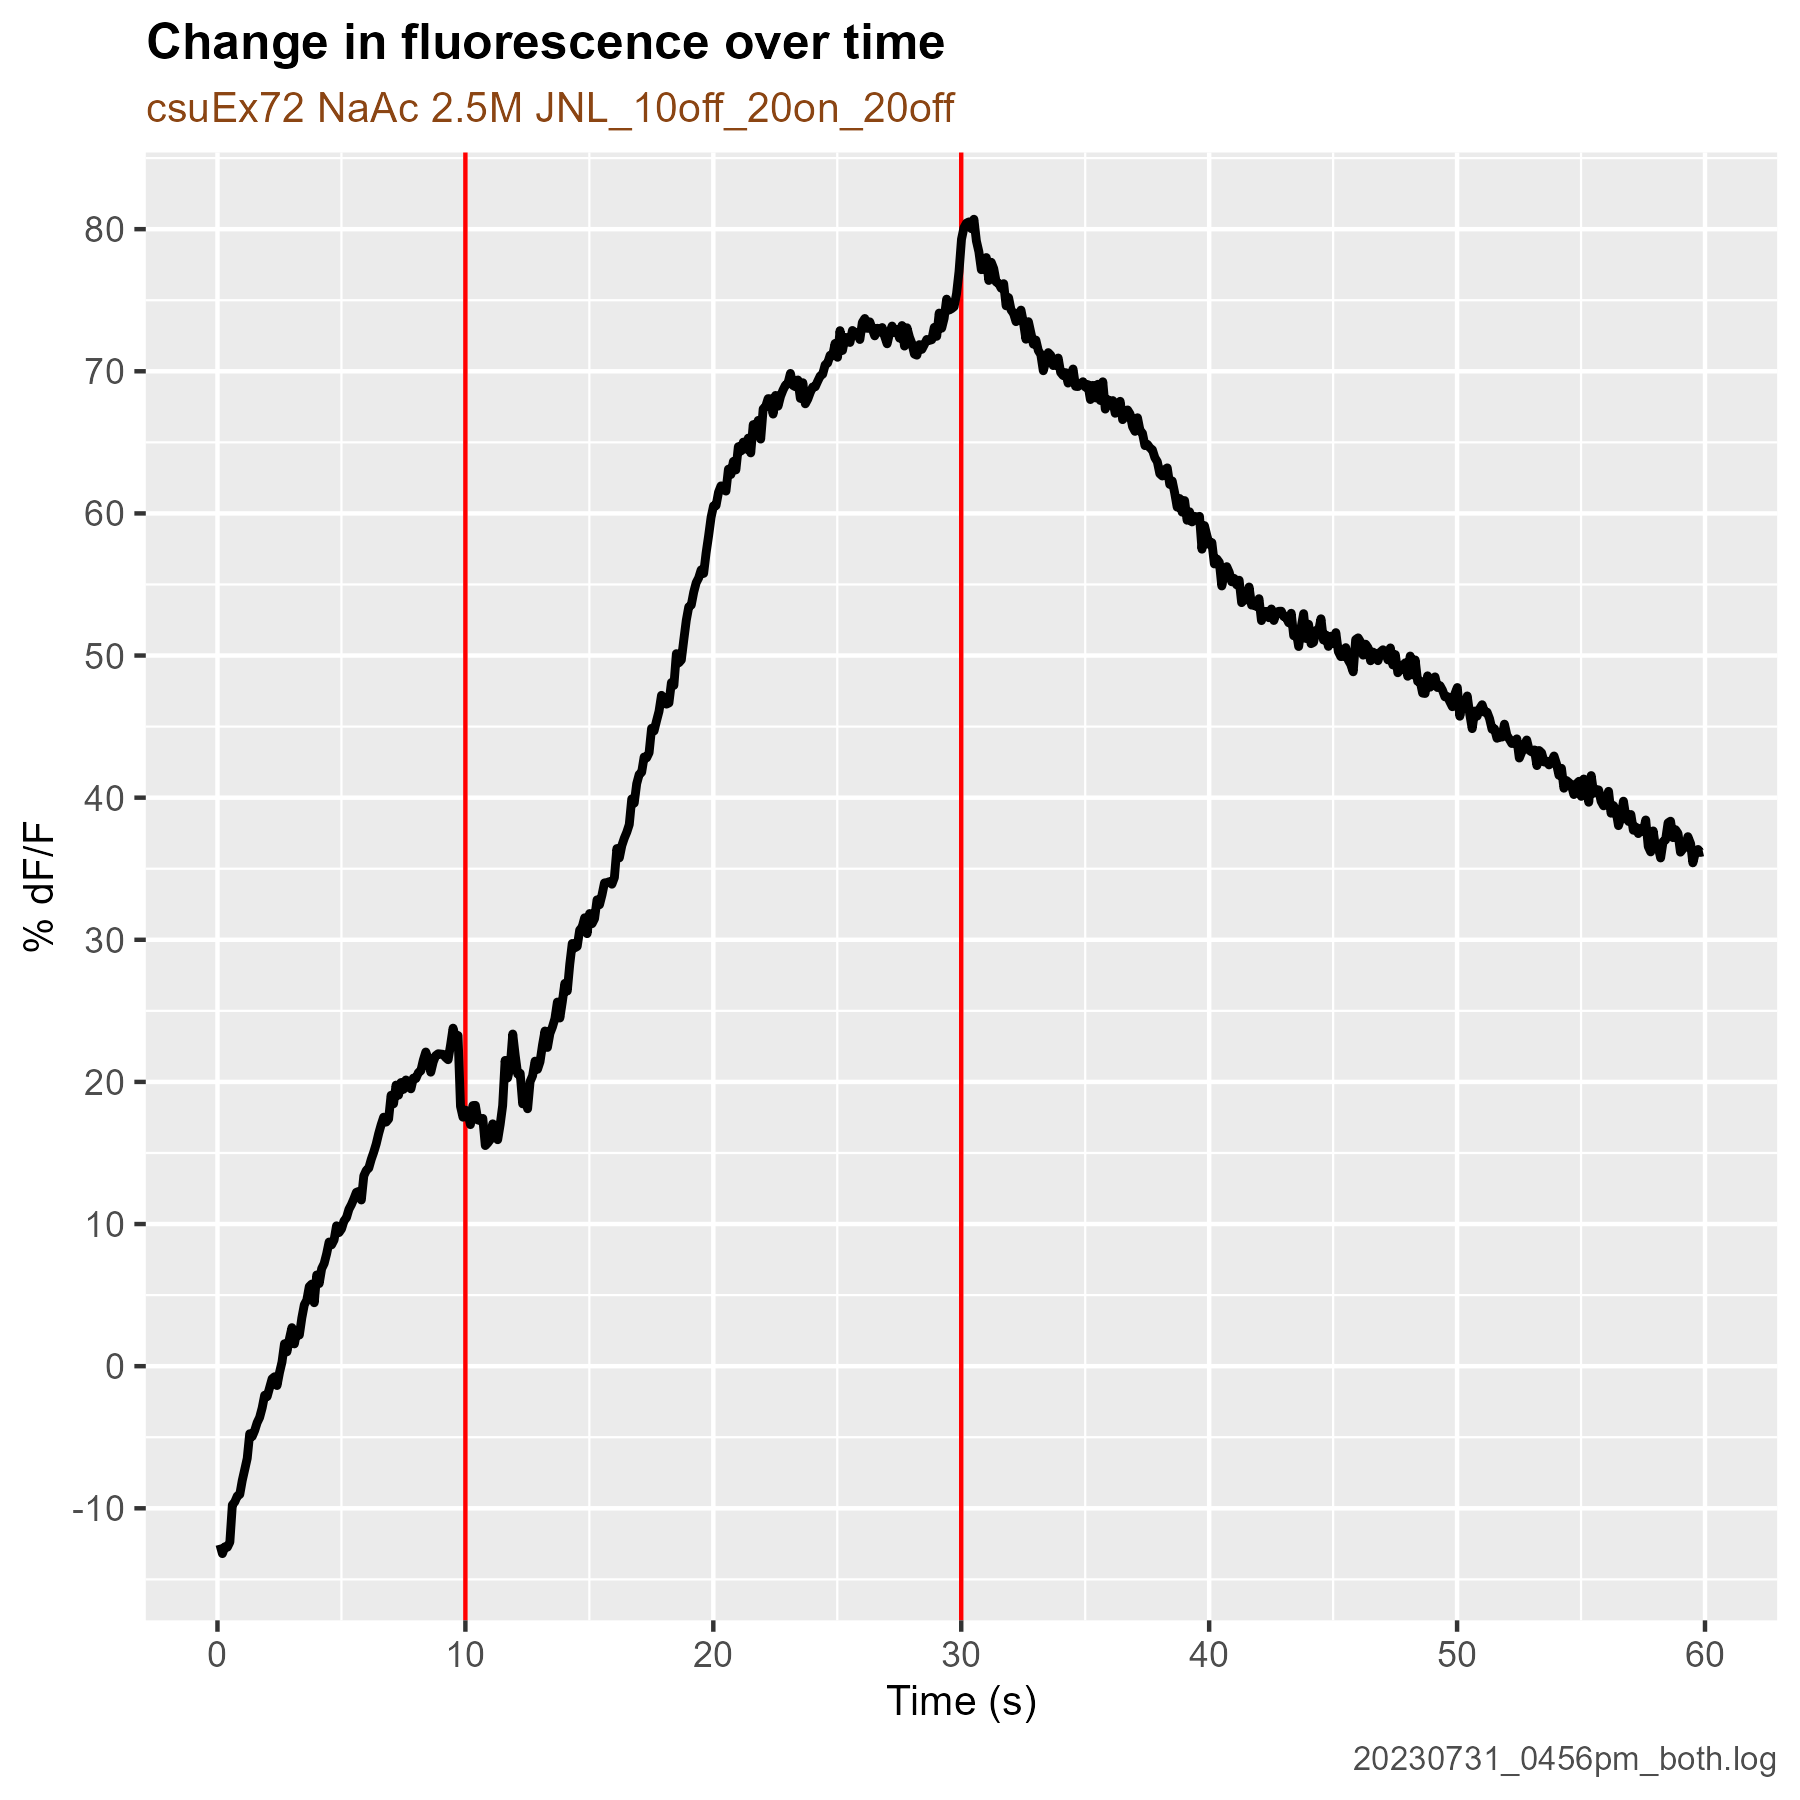 Change in fluorescence over time
csuEx72 NaAc 2.5M JNL_10off_20on_20off
% dF/F
80
70
60
50
40
30
20
10
0
-10
0 10 20 30 40 50 60
Time (s)
20230731_0456pm_both.log